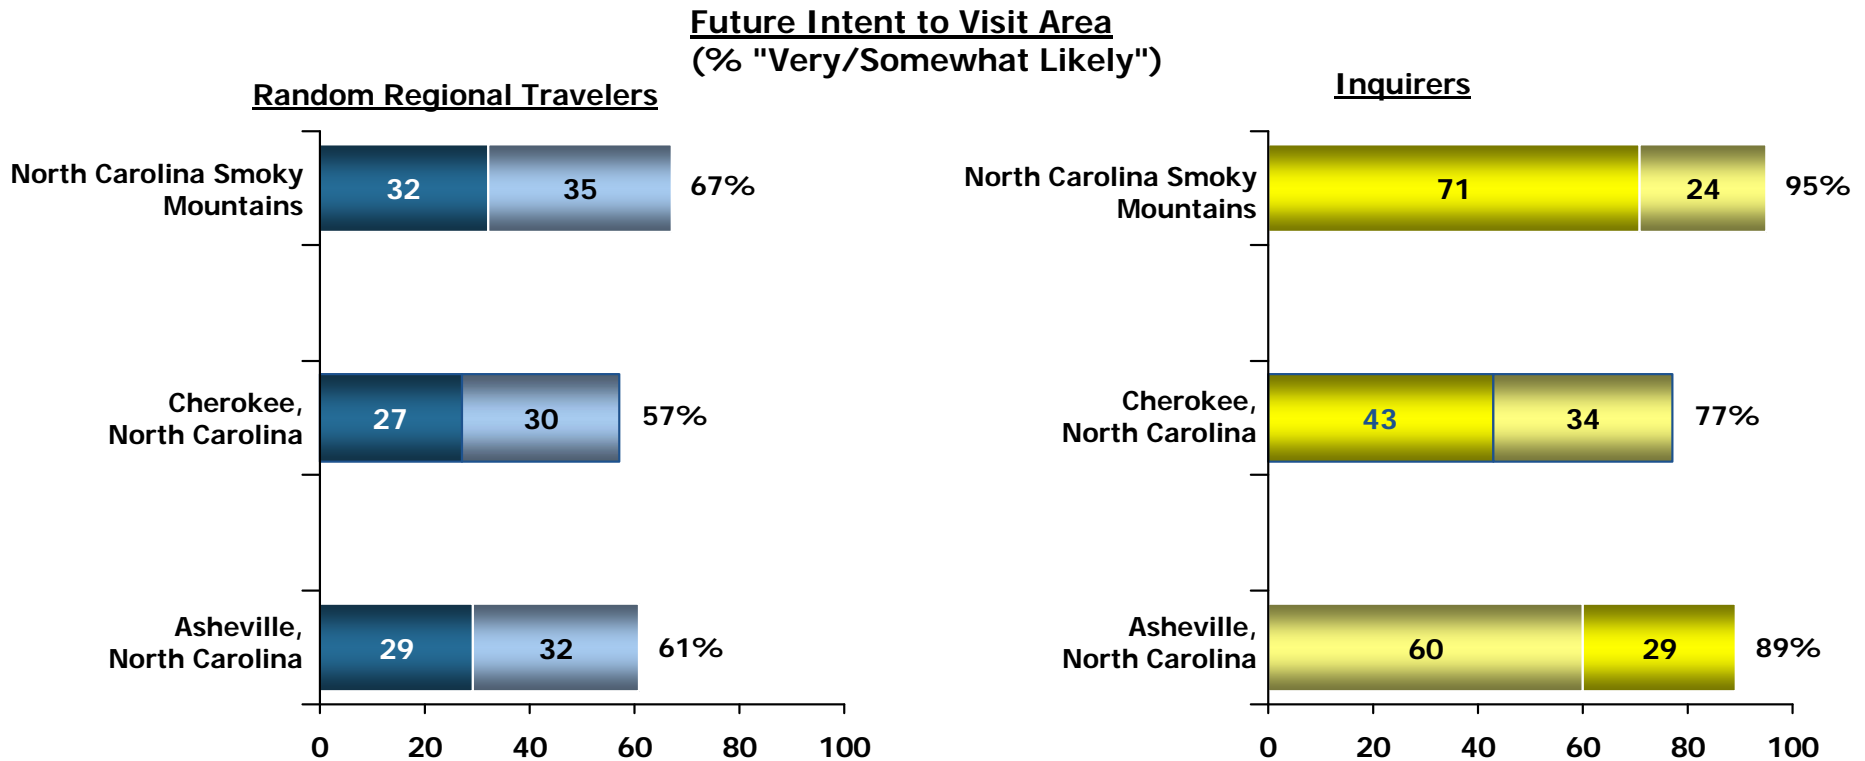 Future Intent to Visit Area
(% "Very/Somewhat Likely")
Random Regional Travelers
North Carolina Smoky
Mountains
32
35
67%
Cherokee,
North Carolina
27
30
57%
Asheville,
North Carolina
29
32
61%
0 20 40 60 80 100
Inquirers
North Carolina Smoky
Mountains
71
24
95%
Cherokee,
North Carolina
43
34
77%
Asheville,
North Carolina
60
29
89%
0 20 40 60 80 100